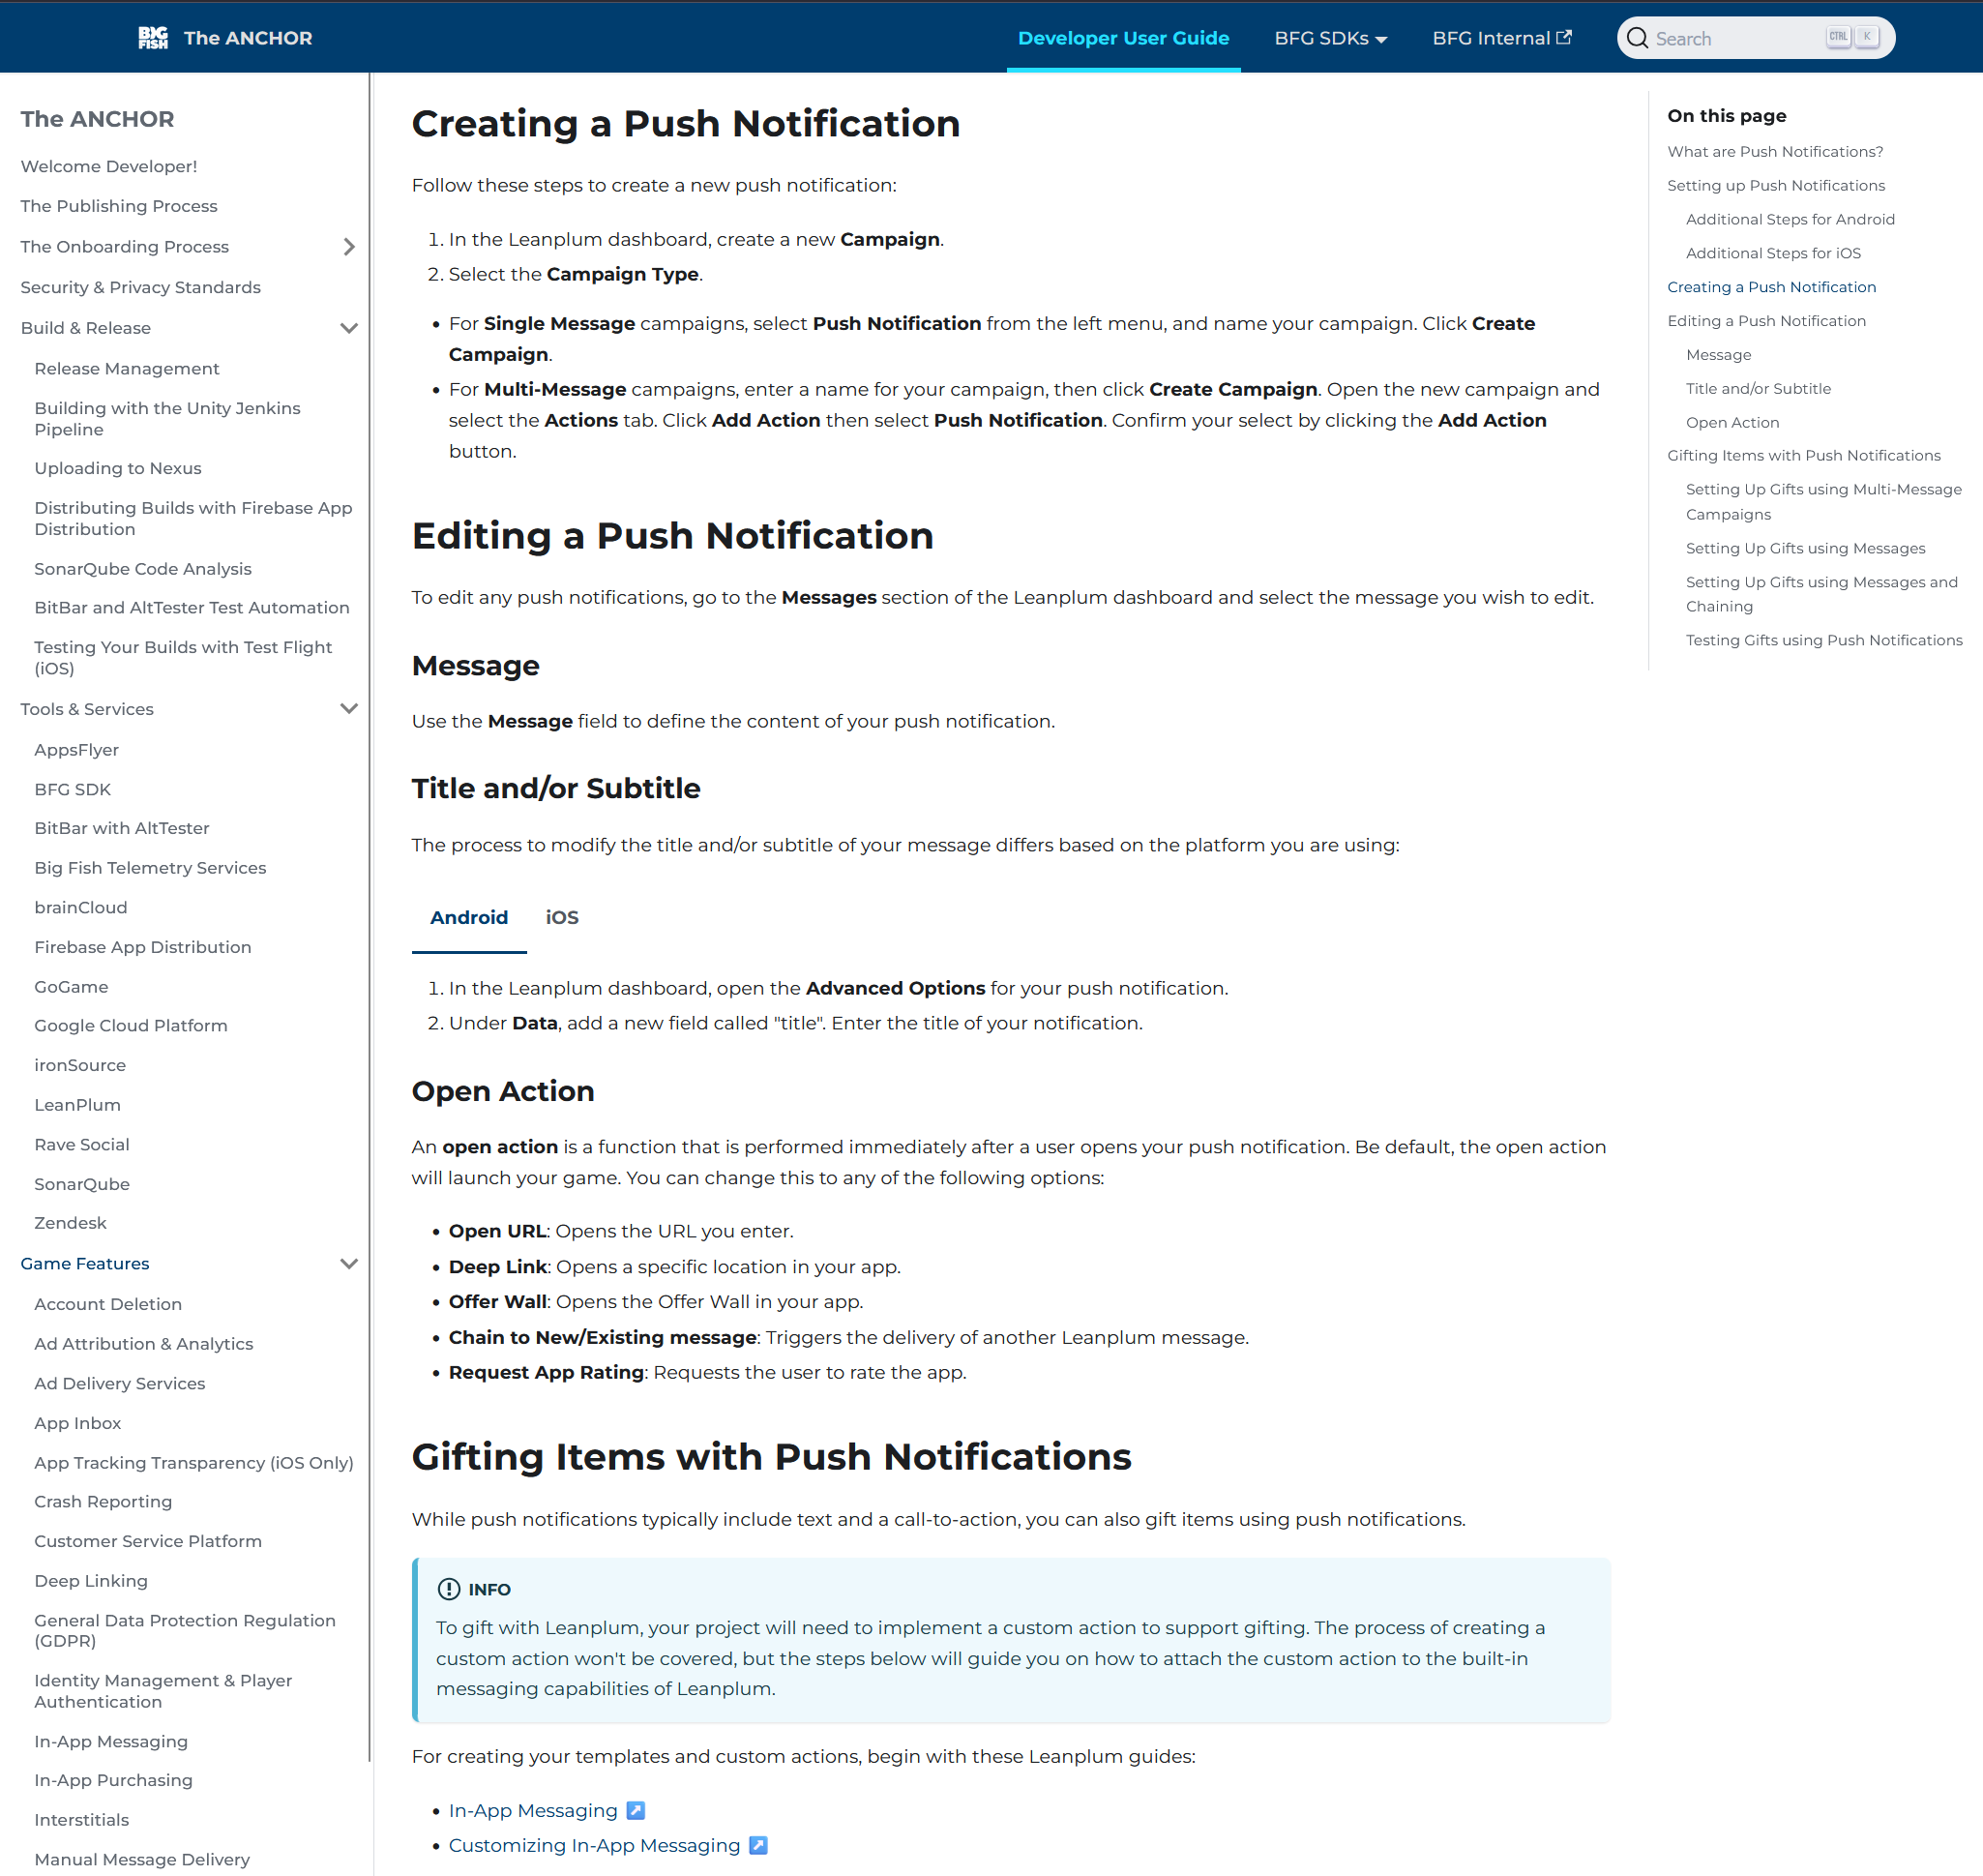 BIG FISH The ANCHOR
Developer User Guide
BFG SDKs
BFG Internal
Search
CTRL K
The ANCHOR
Welcome Developer!
The Publishing Process
The Onboarding Process
Security & Privacy Standards
Build & Release
Release Management
Building with the Unity Jenkins
Pipeline
Uploading to Nexus
Distributing Builds with Firebase App
Distribution
SonarQube Code Analysis
BitBar and AltTester Test Automation
Testing Your Builds with Test Flight
(iOS)
Tools & Services
AppsFlyer
BFG SDK
BitBar with AltTester
Big Fish Telemetry Services
brainCloud
Firebase App Distribution
GoGame
Google Cloud Platform
ironSource
LeanPlum
Rave Social
SonarQube
Zendesk
Game Features
Account Deletion
Ad Attribution & Analytics
Ad Delivery Services
App Inbox
App Tracking Transparency (iOS Only)
Crash Reporting
Customer Service Platform
Deep Linking
General Data Protection Regulation
(GDPR)
Identity Management & Player
Authentication
In-App Messaging
In-App Purchasing
Interstitials
Manual Message Delivery
Creating a Push Notification
Follow these steps to create a new push notification:
1. In the Leanplum dashboard, create a new Campaign.
2. Select the Campaign Type.
• For Single Message campaigns, select Push Notification from the left menu, and name your campaign. Click Create
Campaign.
• For Multi-Message campaigns, enter a name for your campaign, then click Create Campaign. Open the new campaign and
select the Actions tab. Click Add Action then select Push Notification. Confirm your select by clicking the Add Action
button.
Editing a Push Notification
To edit any push notifications, go to the Messages section of the Leanplum dashboard and select the message you wish to edit.
Message
Use the Message field to define the content of your push notification.
Title and/or Subtitle
The process to modify the title and/or subtitle of your message differs based on the platform you are using:
Android iOS
1. In the Leanplum dashboard, open the Advanced Options for your push notification.
2. Under Data, add a new field called "title". Enter the title of your notification.
Open Action
An open action is a function that is performed immediately after a user opens your push notification. Be default, the open action
will launch your game. You can change this to any of the following options:
• Open URL: Opens the URL you enter.
• Deep Link: Opens a specific location in your app.
• Offer Wall: Opens the Offer Wall in your app.
• Chain to New/Existing message: Triggers the delivery of another Leanplum message.
• Request App Rating: Requests the user to rate the app.
Gifting Items with Push Notifications
While push notifications typically include text and a call-to-action, you can also gift items using push notifications.
INFO
To gift with Leanplum, your project will need to implement a custom action to support gifting. The process of creating a
custom action won't be covered, but the steps below will guide you on how to attach the custom action to the built-in
messaging capabilities of Leanplum.
For creating your templates and custom actions, begin with these Leanplum guides:
• In-App Messaging
• Customizing In-App Messaging
On this page
What are Push Notifications?
Setting up Push Notifications
Additional Steps for Android
Additional Steps for iOS
Creating a Push Notification
Editing a Push Notification
Message
Title and/or Subtitle
Open Action
Gifting Items with Push Notifications
Setting Up Gifts using Multi-Message
Campaigns
Setting Up Gifts using Messages
Setting Up Gifts using Messages and
Chaining
Testing Gifts using Push Notifications